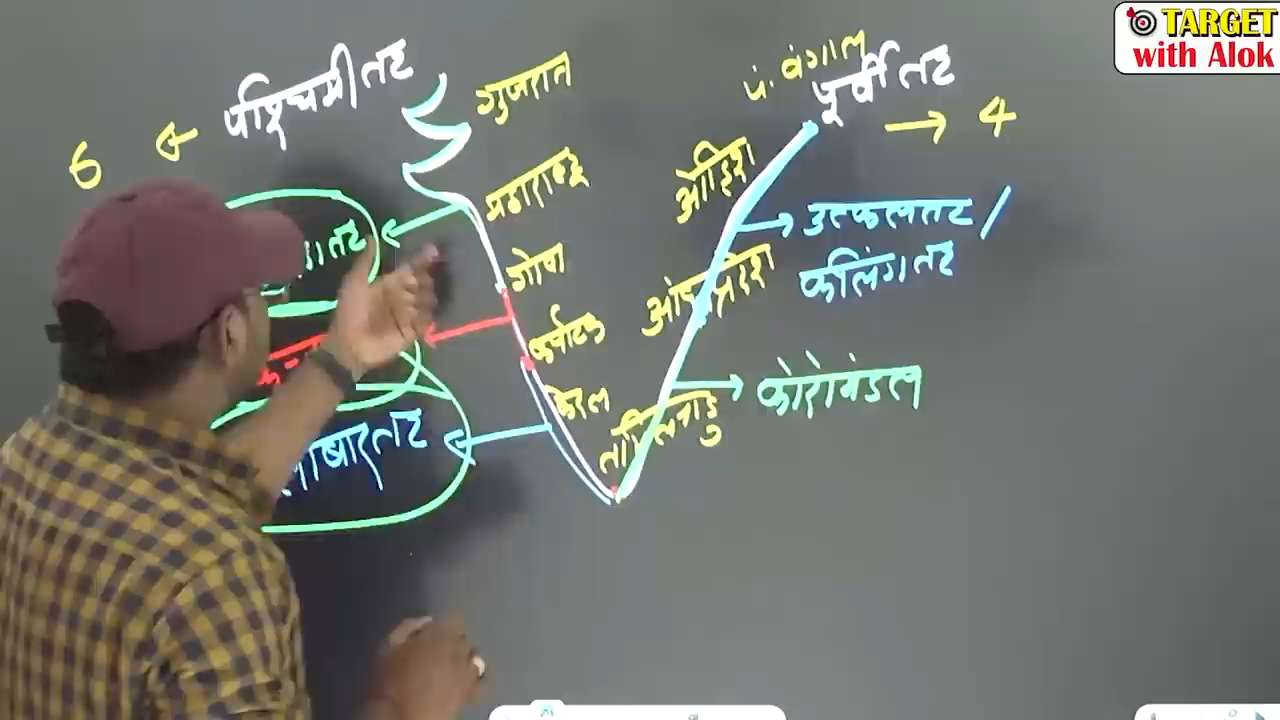 TARGET
with Alok
पं. बंगाल
पश्चिमी तट
गुजरात
पूर्वी तट
6
4
महाराष्ट्र
ओड़िशा
तट
उत्कल तट /
गोवा
कलिंग तट
आंध्रप्रदेश
कर्नाटक
केरल
कोरोमंडल
तमिलनाडु
लाबार तट